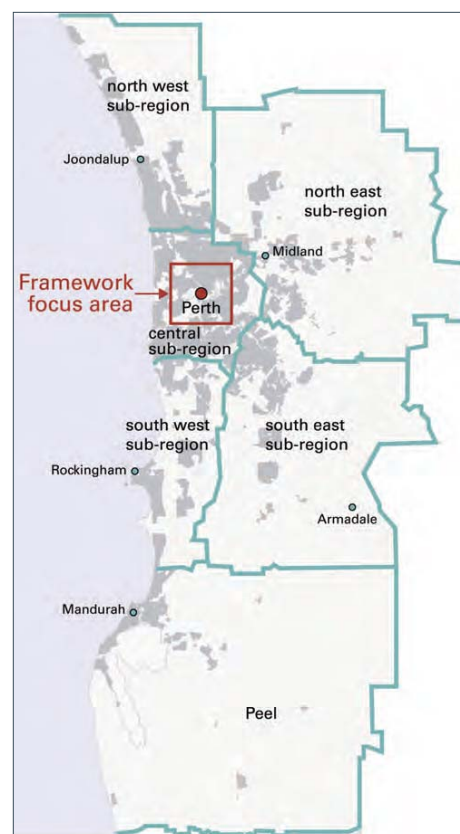 north west
sub-region
Joondalup
north east
sub-region
Midland
Framework
focus area
Perth
central
sub-region
south west
sub-region
south east
sub-region
Rockingham
Armadale
Mandurah
Peel